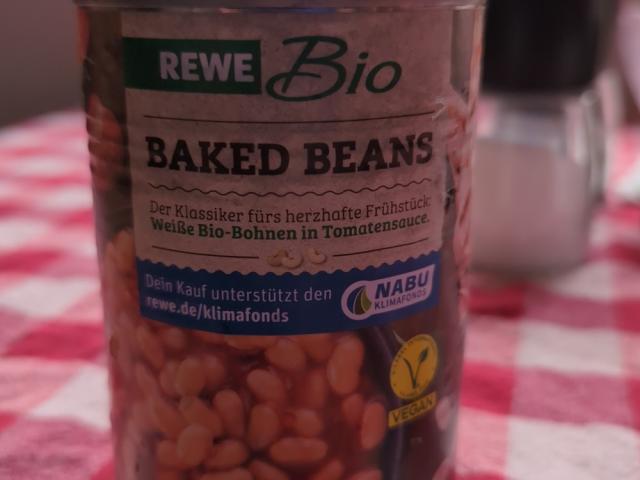 REWE Bio
BAKED BEANS
Der Klassiker fürs herzhafte Frühstück:
Weiße Bio-Bohnen in Tomatensauce.
Dein Kauf unterstützt den
rewe.de/klimafonds
NABU
KLIMAFONDS
VEGAN